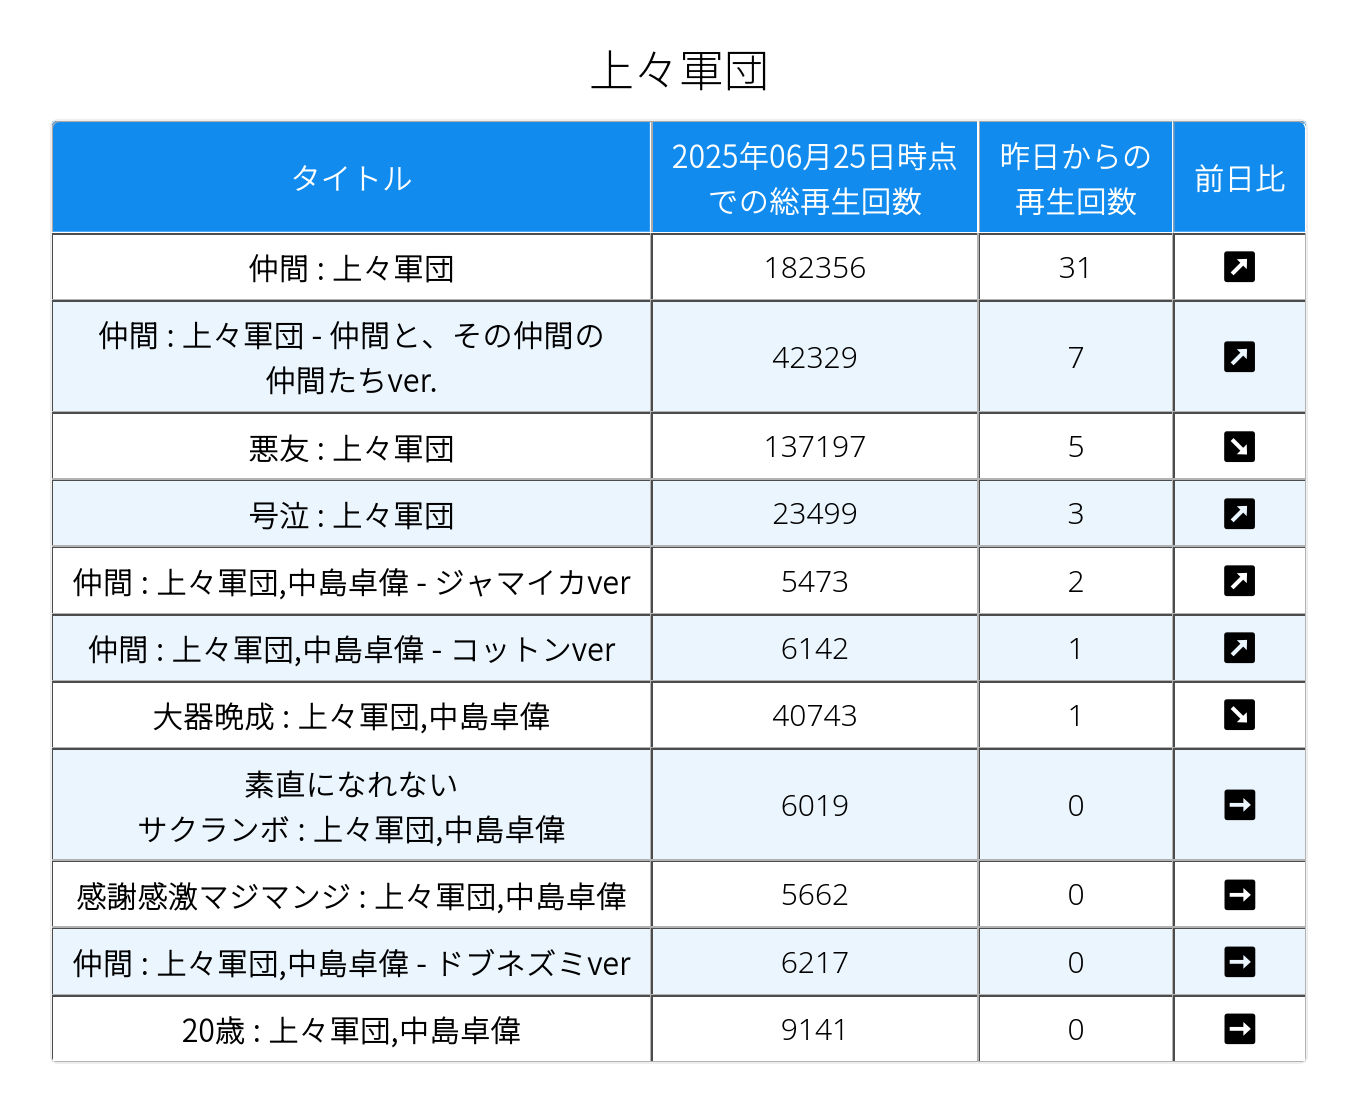 上々軍団
タイトル
2025年06月25日時点
での総再生回数
昨日からの
再生回数
前日比
仲間 : 上々軍団
182356
31
仲間 : 上々軍団 - 仲間と、その仲間の
仲間たちver.
42329
7
悪友 : 上々軍団
137197
5
号泣 : 上々軍団
23499
3
仲間 : 上々軍団,中島卓偉 - ジャマイカver
5473
2
仲間 : 上々軍団,中島卓偉 - コットンver
6142
1
大器晩成 : 上々軍団,中島卓偉
40743
1
素直になれない
サクランボ : 上々軍団,中島卓偉
6019
0
感謝感激マジマンジ : 上々軍団,中島卓偉
5662
0
仲間 : 上々軍団,中島卓偉 - ドブネズミver
6217
0
20歳 : 上々軍団,中島卓偉
9141
0